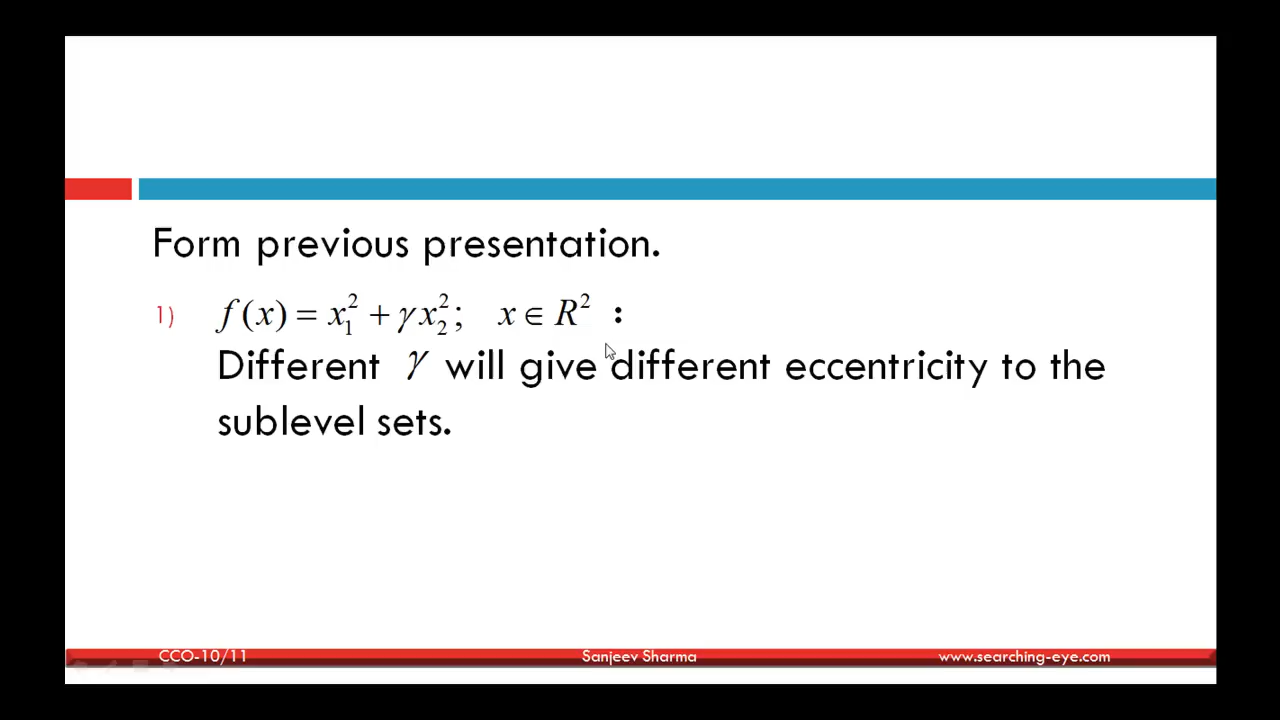 Form previous presentation.
1) f(x) = x₁² + γx₂²; x ∈ R² :
Different γ will give different eccentricity to the
sublevel sets.
CCO-10/11 Sanjeev Sharma www.searching-eye.com